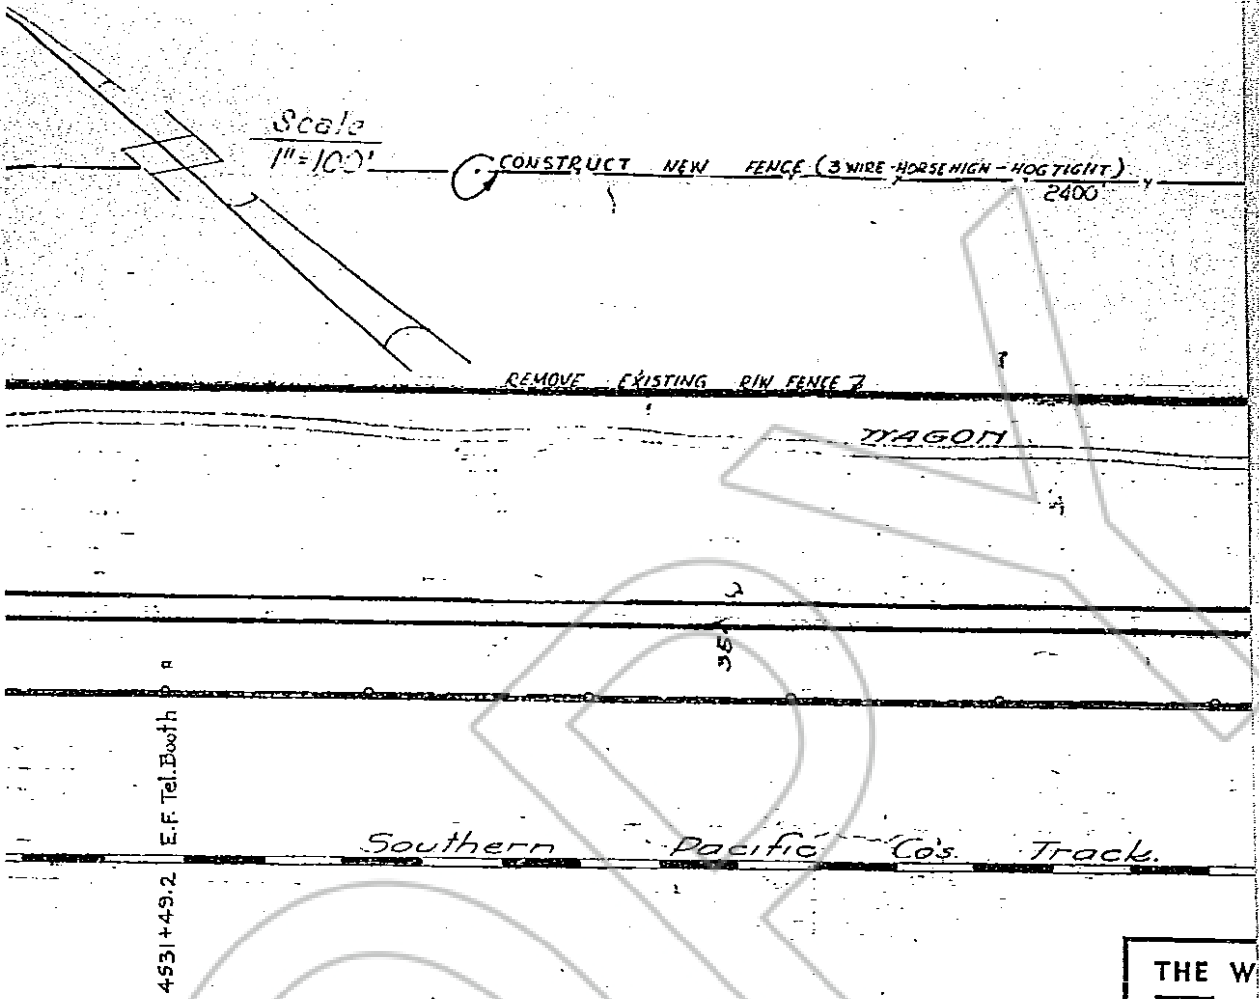 Scale
1"=100'
CONSTRUCT NEW FENCE (3 WIRE-HORSE HIGH-HOG TIGHT)
2400'
REMOVE EXISTING R/W FENCE
WAGON
4531+49.2 E.F. Tel. Booth
Southern Pacific Co's. Track.
THE W